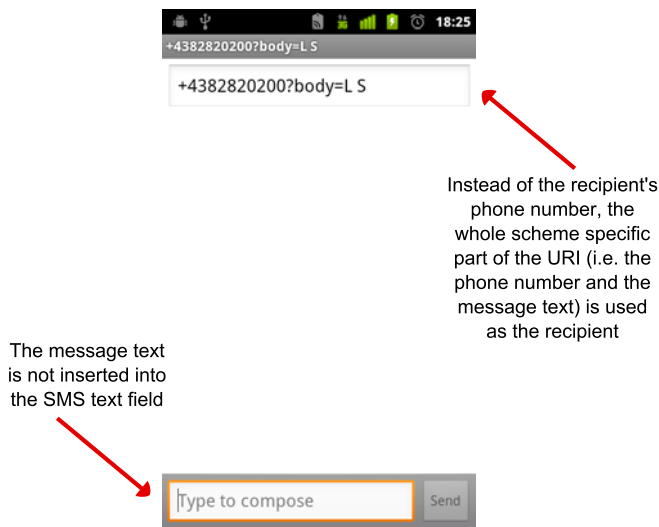 18:25
+4382820200?body=L S
+4382820200?body=L S
Instead of the recipient's
phone number, the
whole scheme specific
part of the URI (i.e. the
phone number and the
message text) is used
as the recipient
The message text
is not inserted into
the SMS text field
Type to compose
Send